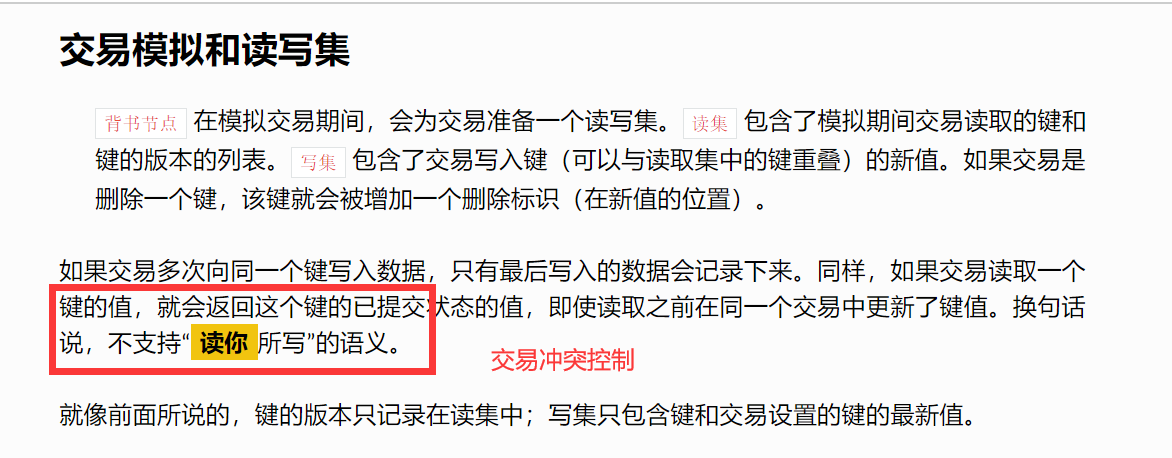 交易模拟和读写集
背书节点 在模拟交易期间，会为交易准备一个读写集。 读集 包含了模拟期间交易读取的键和
键的版本的列表。 写集 包含了交易写入键（可以与读取集中的键重叠）的新值。如果交易是
删除一个键，该键就会被增加一个删除标识（在新值的位置）。
如果交易多次向同一个键写入数据，只有最后写入的数据会记录下来。同样，如果交易读取一个
键的值，就会返回这个键的已提交状态的值，即使读取之前在同一个交易中更新了键值。换句话
说，不支持“读你所写”的语义。
交易冲突控制
就像前面所说的，键的版本只记录在读集中；写集只包含键和交易设置的键的最新值。